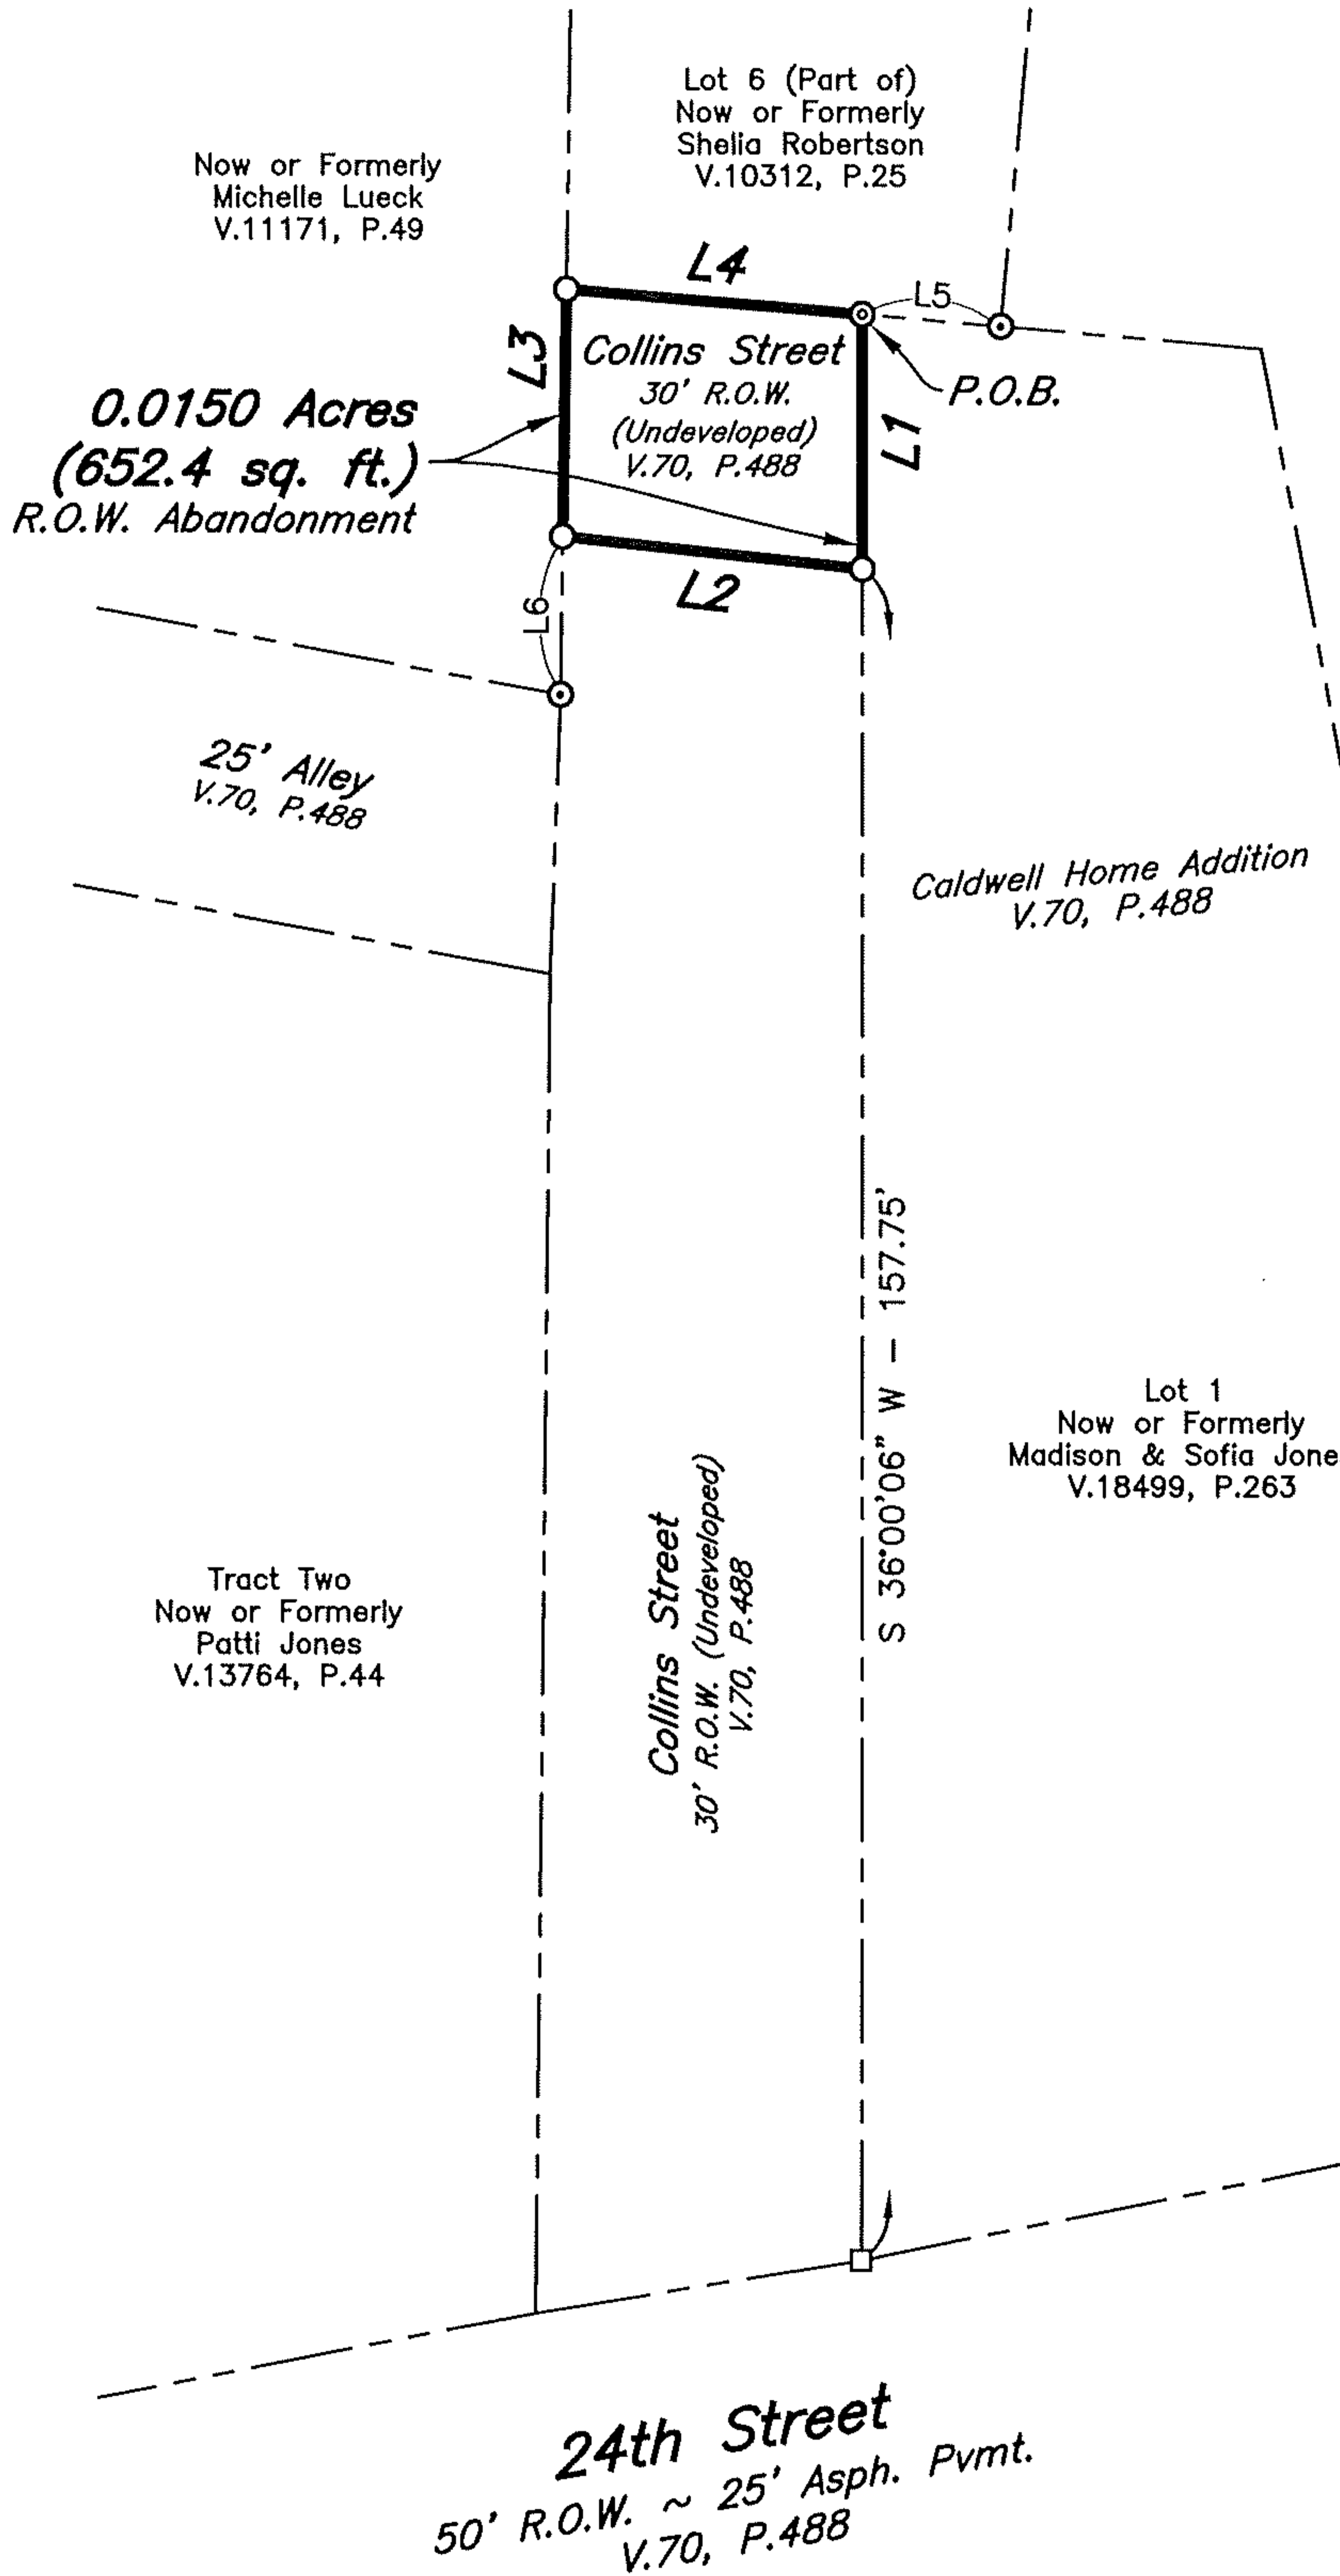 Lot 6 (Part of)
Now or Formerly
Shelia Robertson
V.10312, P.25
Now or Formerly
Michelle Lueck
V.11171, P.49
L4
L5
L3
Collins Street
30' R.O.W.
(Undeveloped)
V.70, P.488
P.O.B.
L1
0.0150 Acres
(652.4 sq. ft.)
R.O.W. Abandonment
L2
L6
25' Alley
V.70, P.488
Caldwell Home Addition
V.70, P.488
S 36°00'06" W - 157.75'
Lot 1
Now or Formerly
Madison & Sofia Jone
V.18499, P.263
Collins Street
30' R.O.W. (Undeveloped)
V.70, P.488
Tract Two
Now or Formerly
Patti Jones
V.13764, P.44
24th Street
50' R.O.W. ~ 25' Asph. Pvmt.
V.70, P.488